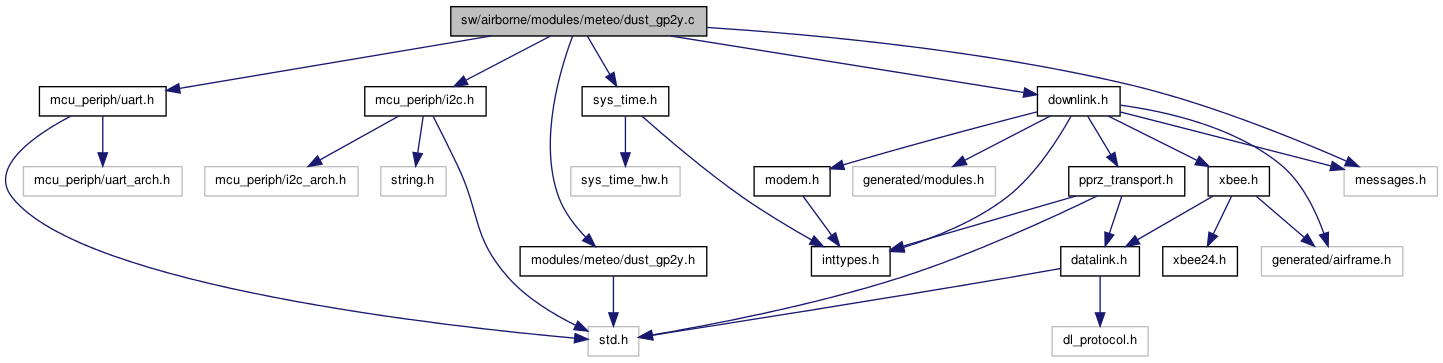 sw/airborne/modules/meteo/dust_gp2y.c
mcu_periph/uart.h
mcu_periph/i2c.h
sys_time.h
downlink.h
mcu_periph/uart_arch.h
mcu_periph/i2c_arch.h
string.h
sys_time_hw.h
modem.h
generated/modules.h
pprz_transport.h
xbee.h
messages.h
modules/meteo/dust_gp2y.h
inttypes.h
datalink.h
xbee24.h
generated/airframe.h
std.h
dl_protocol.h